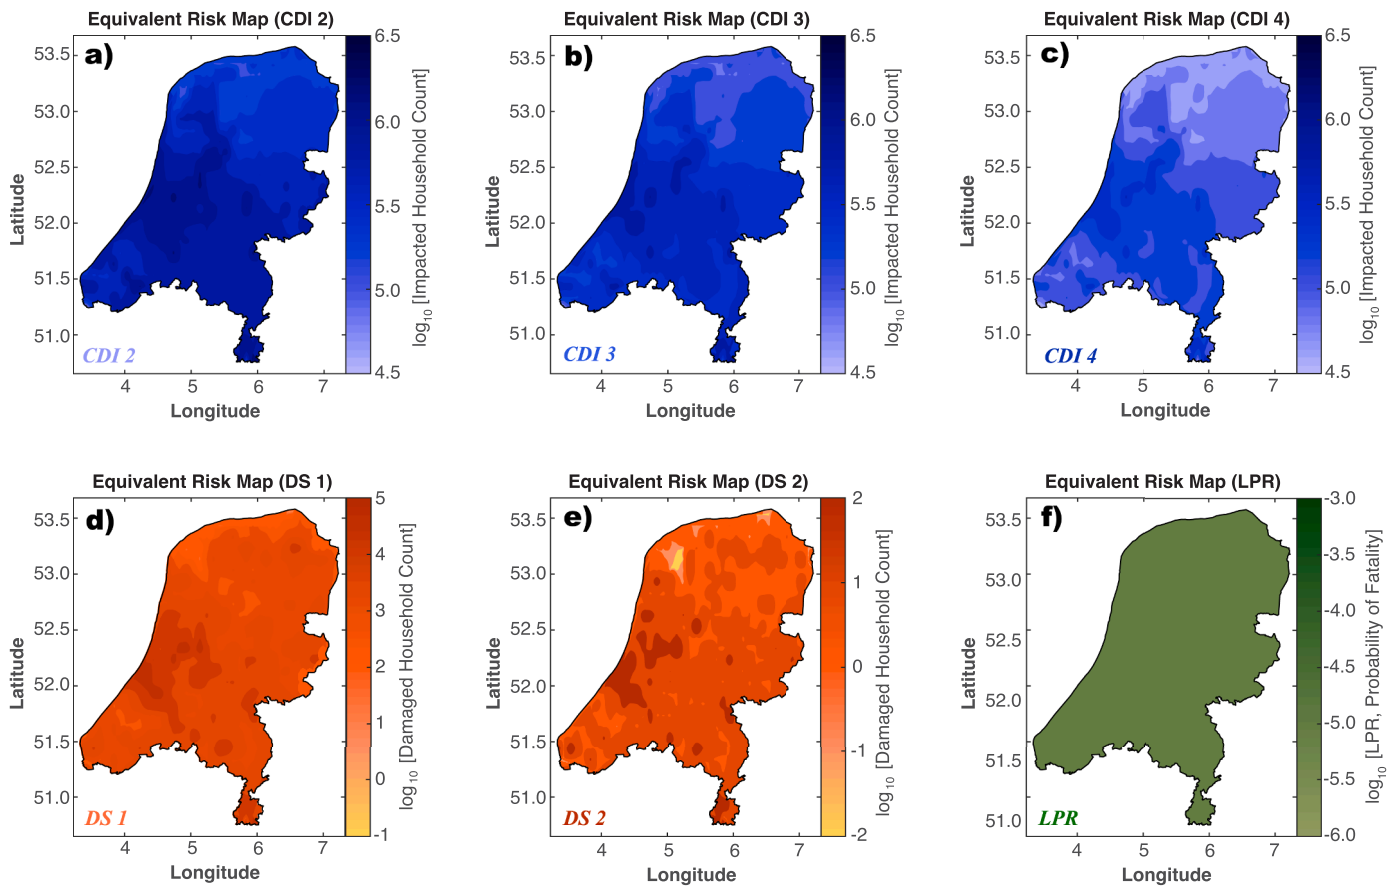 Equivalent Risk Map (CDI 2)
a)
53.5
53.0
52.5
52.0
51.5
51.0
Latitude
4
5
6
7
Longitude
CDI 2
6.5
6.0
5.5
5.0
4.5
log10 [Impacted Household Count]
Equivalent Risk Map (CDI 3)
b)
53.5
53.0
52.5
52.0
51.5
51.0
Latitude
4
5
6
7
Longitude
CDI 3
6.5
6.0
5.5
5.0
4.5
log10 [Impacted Household Count]
Equivalent Risk Map (CDI 4)
c)
53.5
53.0
52.5
52.0
51.5
51.0
Latitude
4
5
6
7
Longitude
CDI 4
6.5
6.0
5.5
5.0
4.5
log10 [Impacted Household Count]
Equivalent Risk Map (DS 1)
d)
53.5
53.0
52.5
52.0
51.5
51.0
Latitude
4
5
6
7
Longitude
DS 1
5
4
3
2
1
0
-1
log10 [Damaged Household Count]
Equivalent Risk Map (DS 2)
e)
53.5
53.0
52.5
52.0
51.5
51.0
Latitude
4
5
6
7
Longitude
DS 2
2
1
0
-1
-2
log10 [Damaged Household Count]
Equivalent Risk Map (LPR)
f)
53.5
53.0
52.5
52.0
51.5
51.0
Latitude
4
5
6
7
Longitude
LPR
-3.0
-3.5
-4.0
-4.5
-5.0
-5.5
-6.0
log10 [LPR, Probability of Fatality]